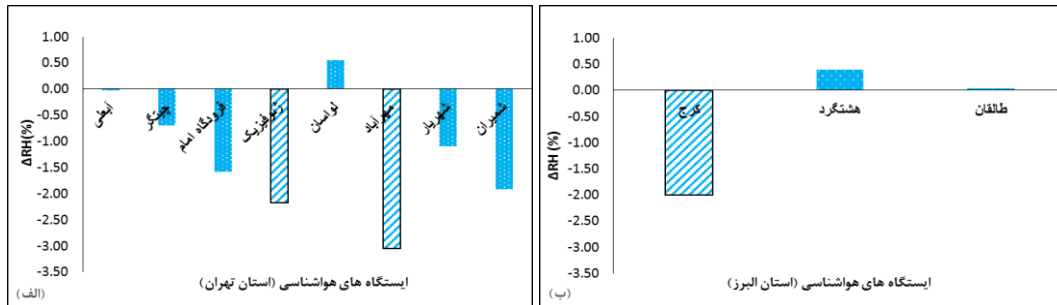 1.00
0.50
0.00
-0.50
-1.00
-1.50
-2.00
-2.50
-3.00
-3.50
ΔRH(%)
آبعلی
چیتگر
فرودگاه امام
ژئوفیزیک
لواسان
مهرآباد
شهریار
شمیران
ایستگاه های هواشناسی (استان تهران)
(الف)
1.00
0.50
0.00
-0.50
-1.00
-1.50
-2.00
-2.50
-3.00
-3.50
ΔRH (%)
کرج
هشتگرد
طالقان
ایستگاه های هواشناسی (استان البرز)
(ب)